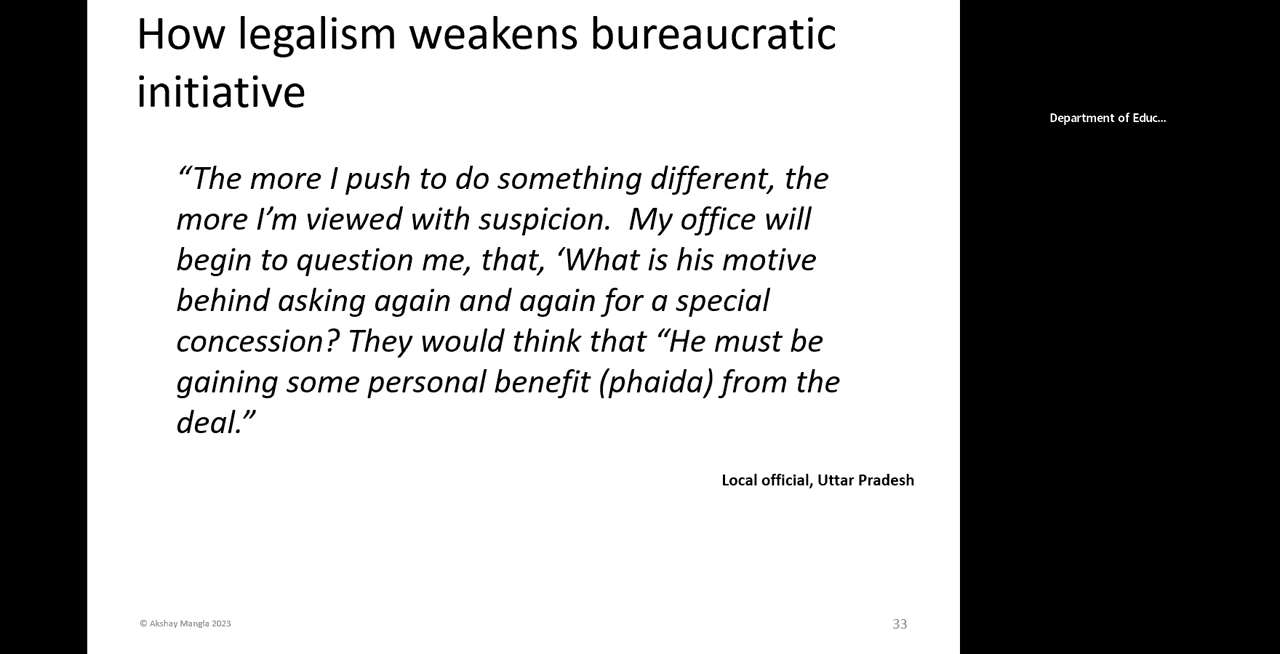 How legalism weakens bureaucratic
initiative
“The more I push to do something different, the
more I’m viewed with suspicion.  My office will
begin to question me, that, ‘What is his motive
behind asking again and again for a special
concession? They would think that “He must be
gaining some personal benefit (phaida) from the
deal.”
Local official, Uttar Pradesh
© Akshay Mangla 2023
33
Department of Educ...